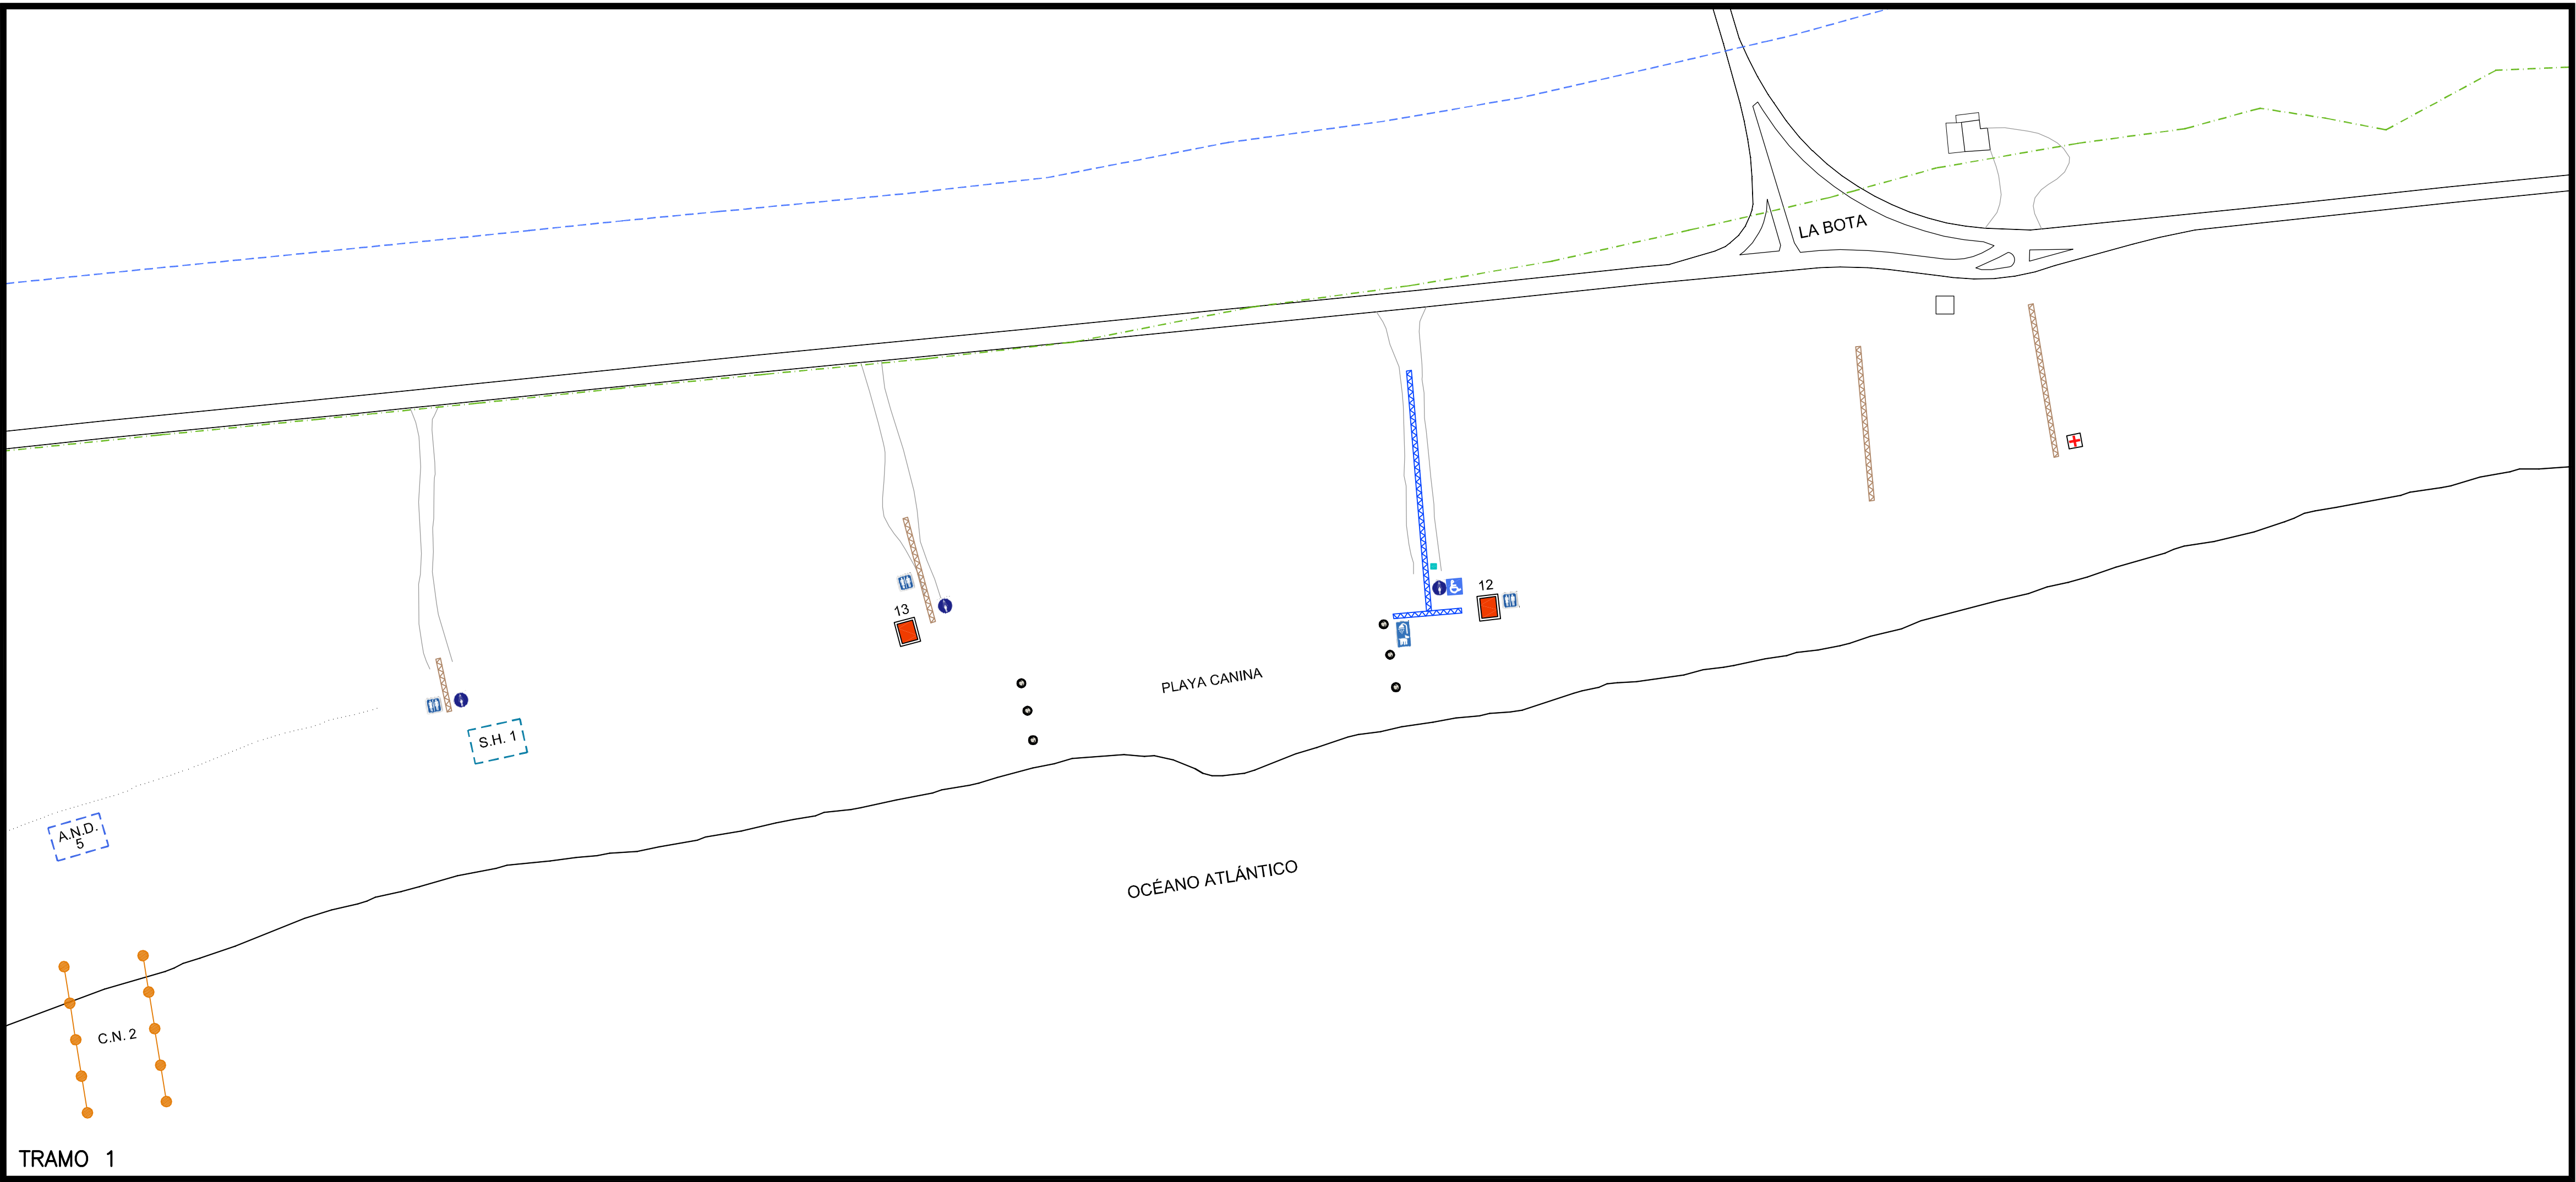 LA BOTA
12
13
PLAYA CANINA
S.H. 1
A.N.D.
5
OCÉANO ATLÁNTICO
C.N. 2
TRAMO 1